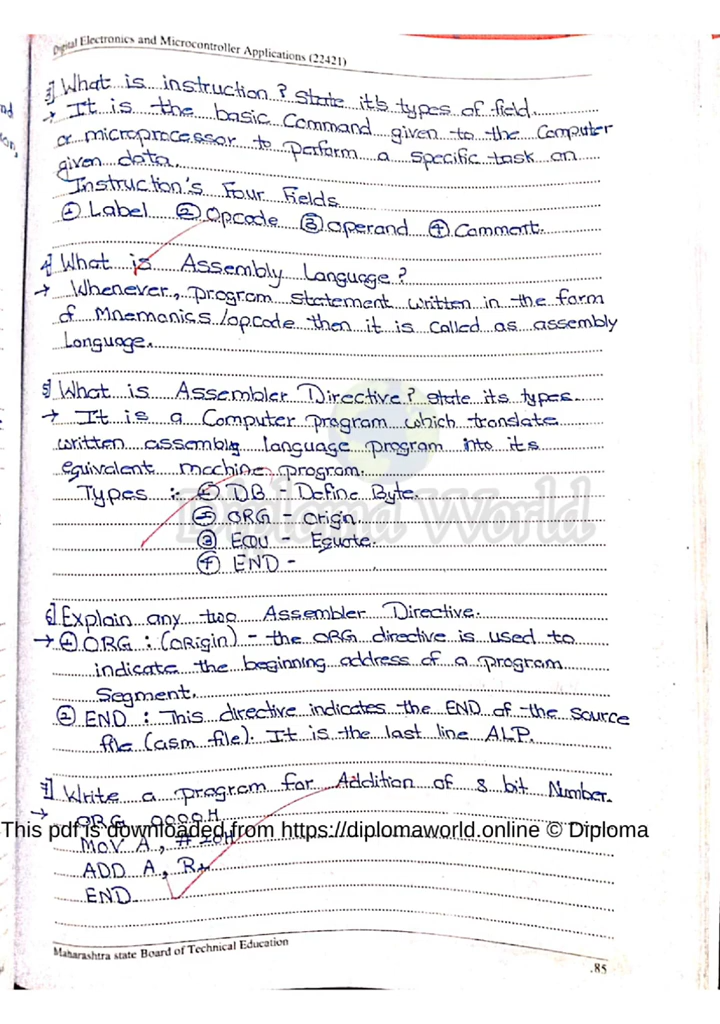 Digital Electronics and Microcontroller Applications (22421)
3] What is instruction? state it's types of field.
→ It is the basic Command given to the Computer
or microprocessor to perform a specific task on
given data.
Instruction's Four Fields
① Label ② Opcode ③ operand ④ Comment.
4] What is Assembly Language?
→ Whenever, program statement written in the form
of Mnemonics/opcode then it is called as assembly
Language.
5] What is Assembler Directive? state its types.
→ It is a Computer program which translate
written assembly language program into its
equivalent machine program.
Types :- DB - Define Byte.
ORG - Origin.
③ EQU - Equate.
④ END -
Diploma World
6] Explain any two Assembler Directive.
→ ① ORG : (ORigin) - the ORG directive is used to
indicate the beginning address of a program
Segment.
② END : This directive indicates the END of the source
file (asm file). It is the last line ALP.
7] Write a program for Addition of 8 bit Number.
→ ORG 0000H
This pdf is downloaded from https://diplomaworld.online © Diploma
MOV A, #20H
ADD A,
END
Maharashtra state Board of Technical Education
85